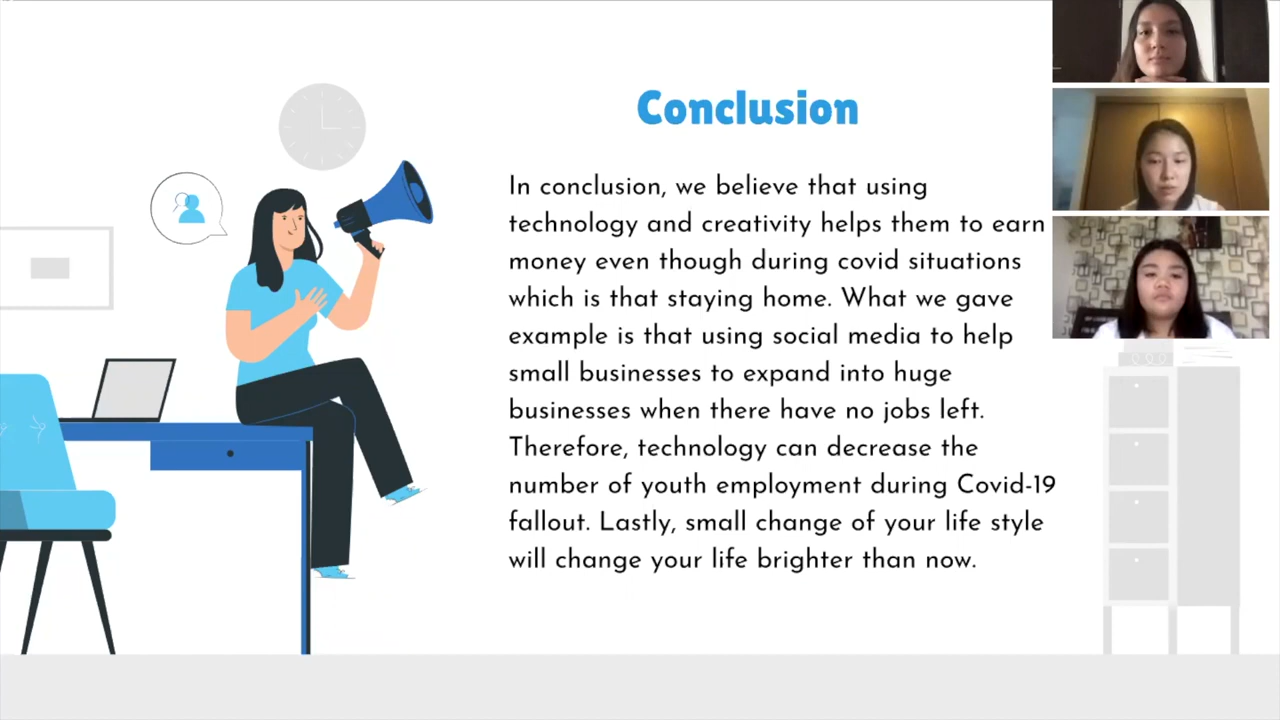 Conclusion
In conclusion, we believe that using
technology and creativity helps them to earn
money even though during covid situations
which is that staying home. What we gave
example is that using social media to help
small businesses to expand into huge
businesses when there have no jobs left.
Therefore, technology can decrease the
number of youth employment during Covid-19
fallout. Lastly, small change of your life style
will change your life brighter than now.